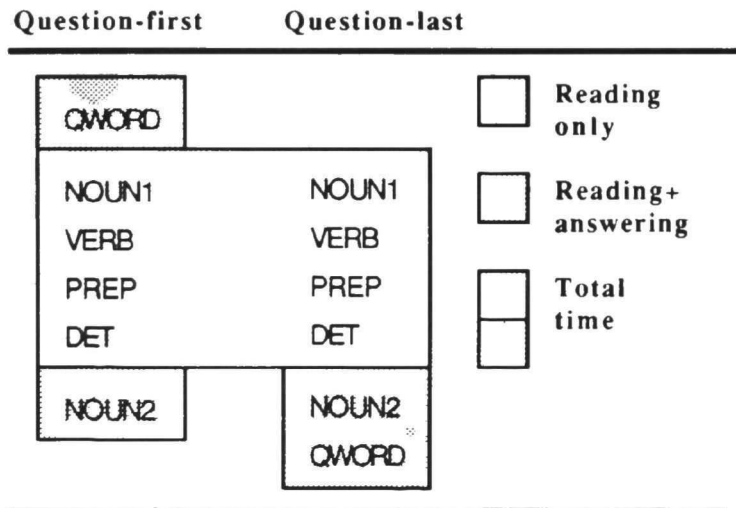 Question-first Question-last
QWORD
NOUN1 NOUN1
VERB VERB
PREP PREP
DET DET
NOUN2 NOUN2
QWORD
Reading
only
Reading+
answering
Total
time